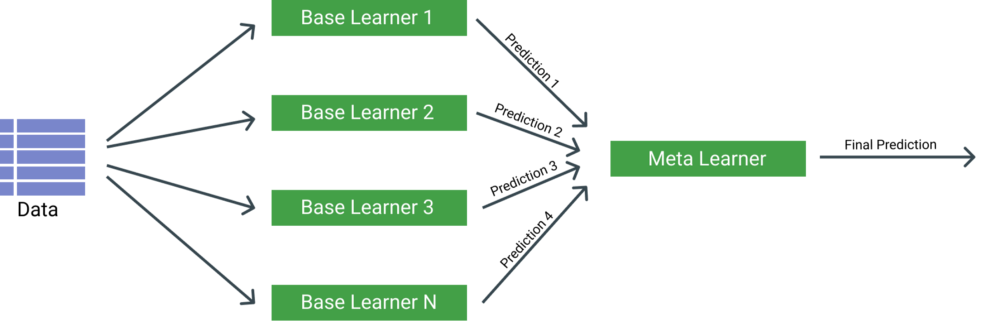 Base Learner 1
Prediction 1
Base Learner 2
Prediction 2
Data
Meta Learner
Final Prediction
Prediction 3
Base Learner 3
Prediction 4
Base Learner N